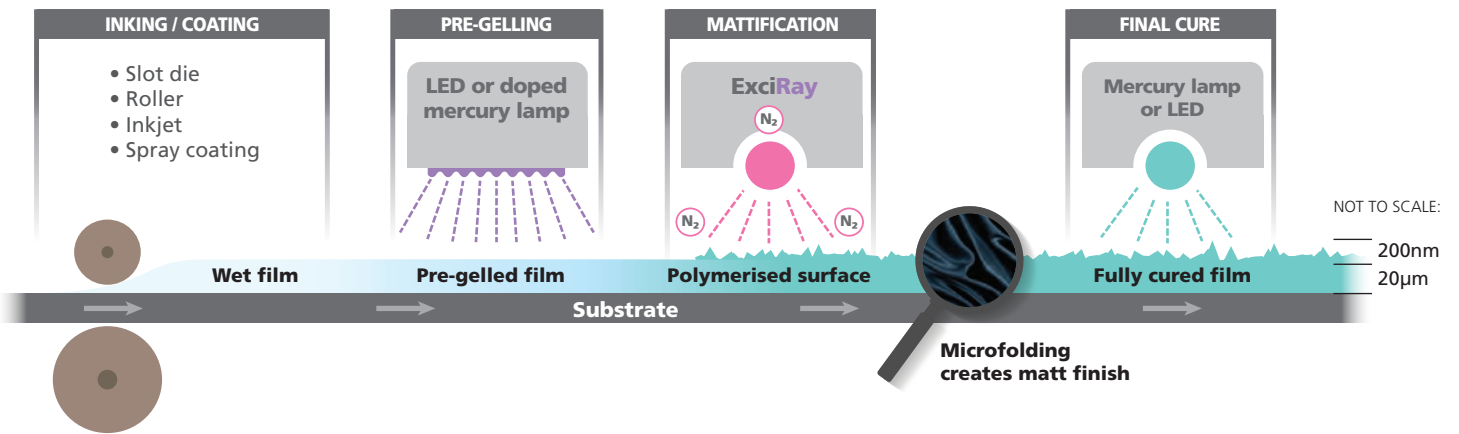 INKING / COATING
• Slot die
• Roller
• Inkjet
• Spray coating
PRE-GELLING
LED or doped
mercury lamp
MATTIFICATION
ExciRay
N₂
N₂
N₂
FINAL CURE
Mercury lamp
or LED
NOT TO SCALE:
200nm
20µm
Wet film
Pre-gelled film
Polymerised surface
Fully cured film
Substrate
Microfolding
creates matt finish